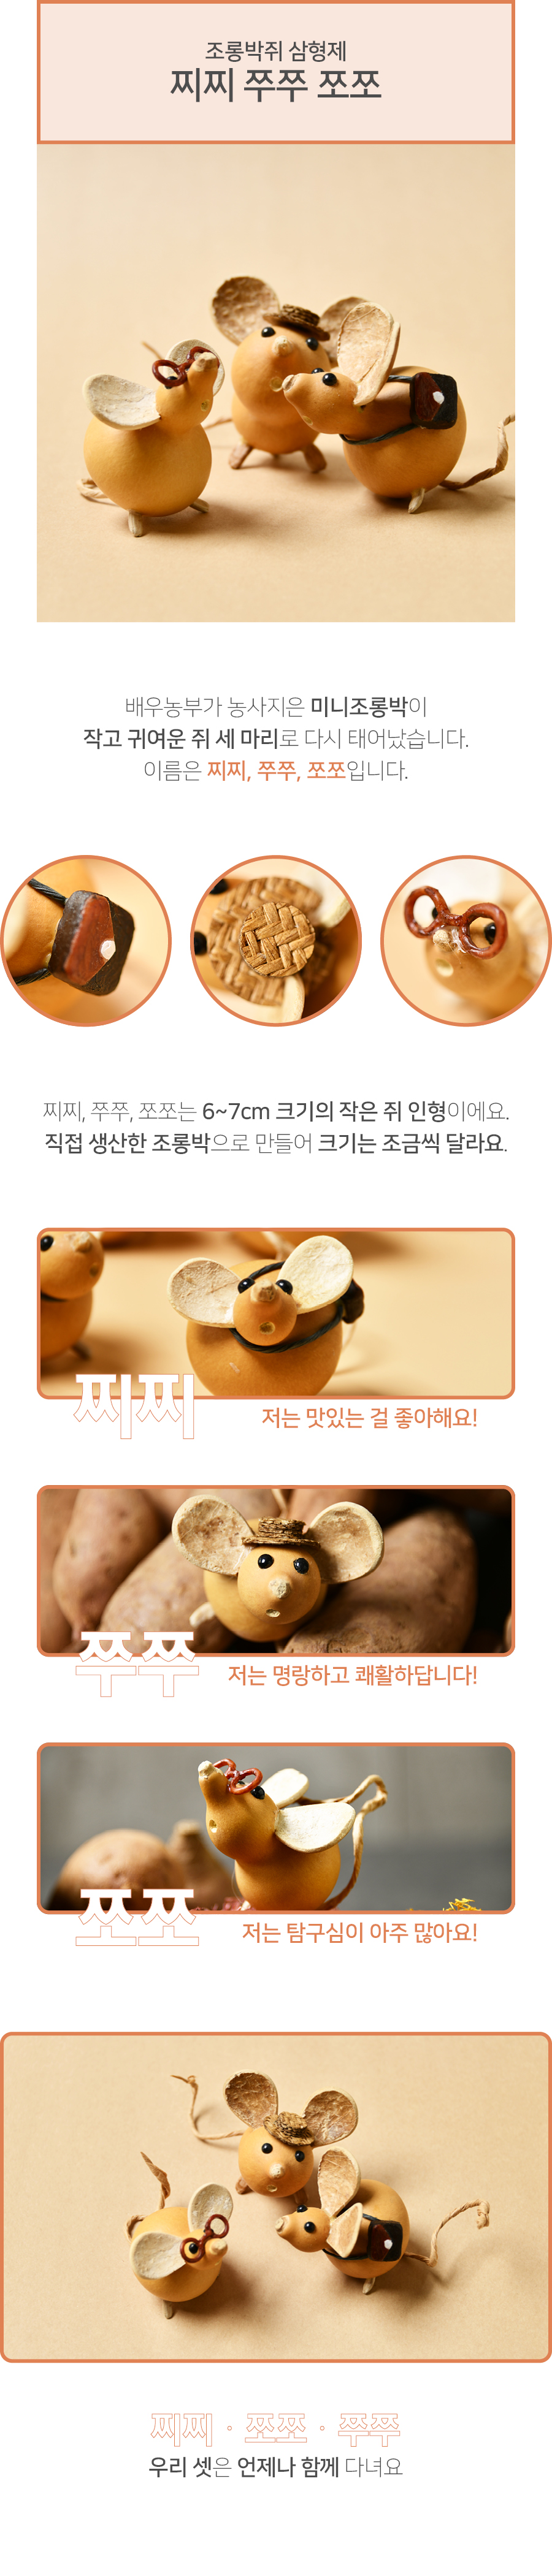 조롱박쥐 삼형제
찌찌 쭈쭈 쪼쪼
배우농부가 농사지은 미니조롱박이
작고 귀여운 쥐 세 마리로 다시 태어났습니다.
이름은 찌찌, 쭈쭈, 쪼쪼입니다.
찌찌, 쭈쭈, 쪼쪼는 6~7cm 크기의 작은 쥐 인형이에요.
직접 생산한 조롱박으로 만들어 크기는 조금씩 달라요.
찌찌
저는 맛있는 걸 좋아해요!
쭈쭈
저는 명랑하고 쾌활하답니다!
쪼쪼
저는 탐구심이 아주 많아요!
찌찌 · 쪼쪼 · 쭈쭈
우리 셋은 언제나 함께 다녀요